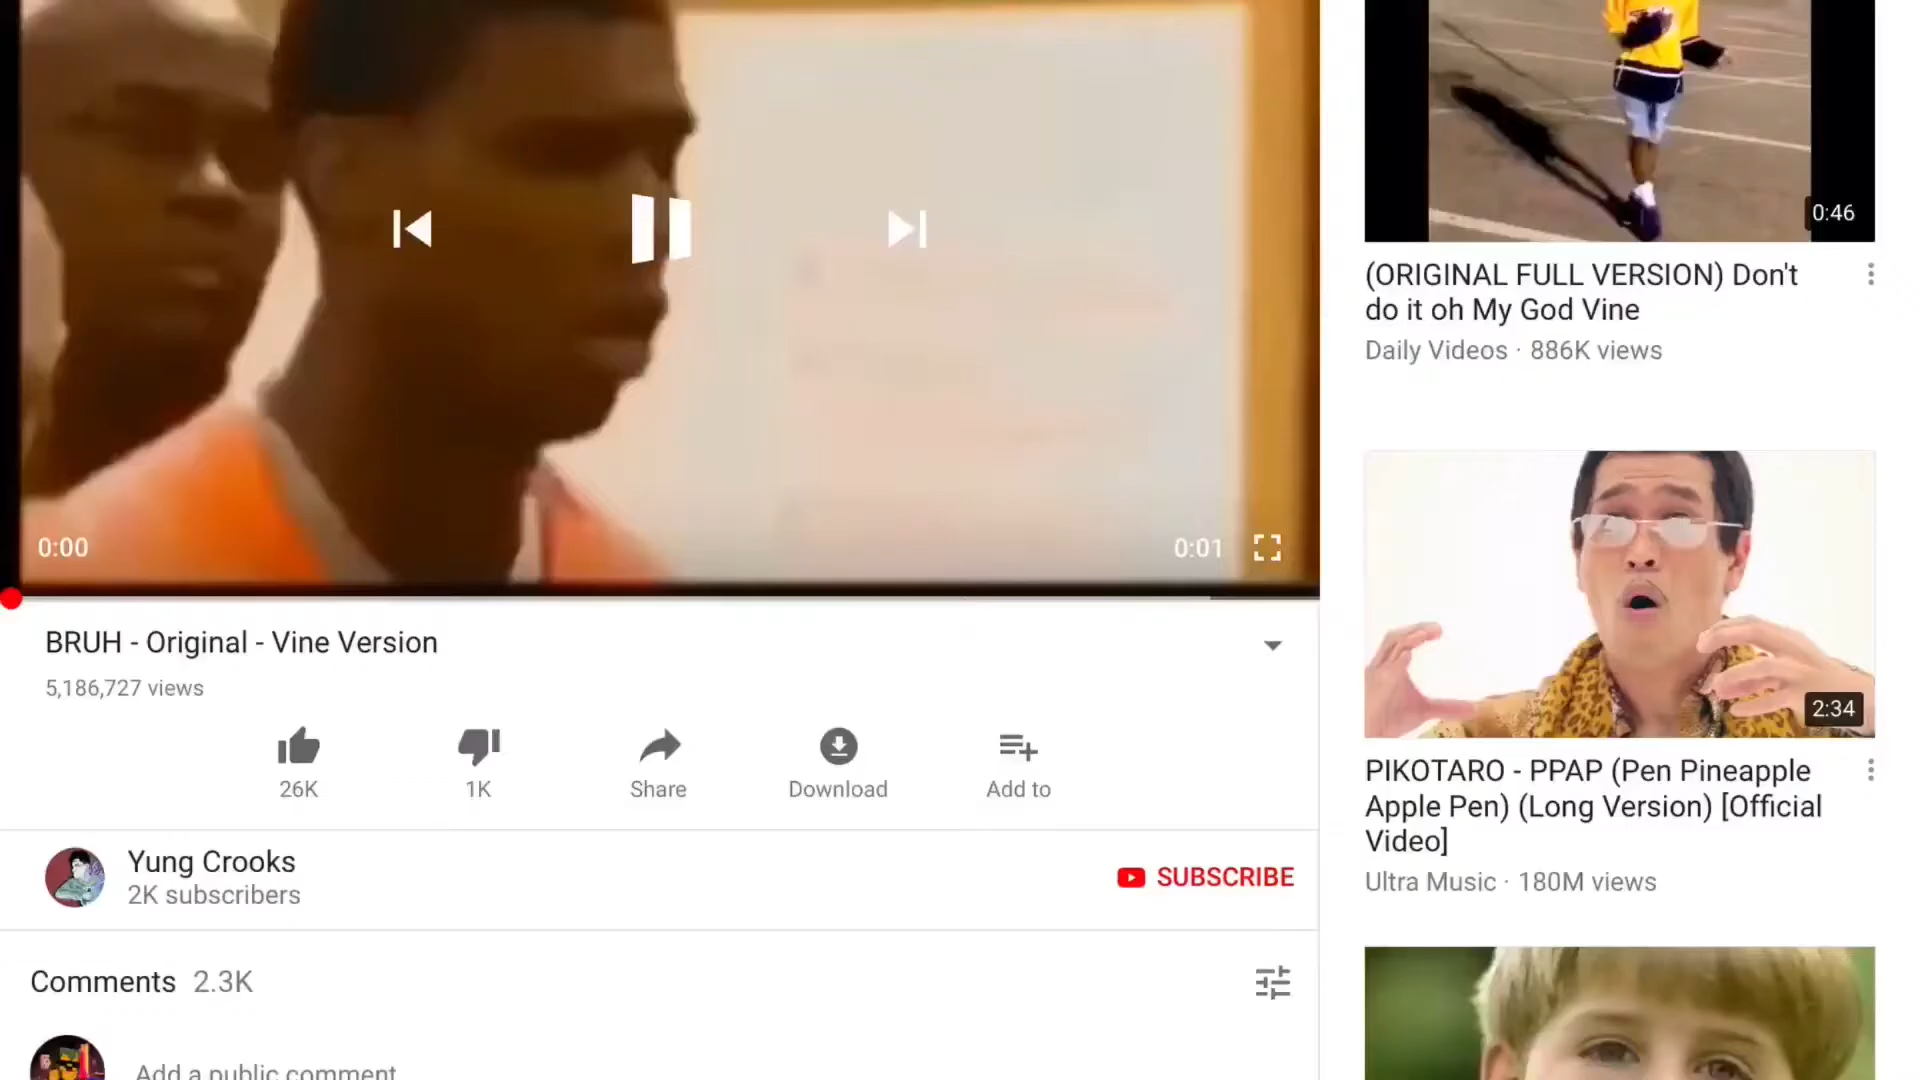 0:00
0:01
BRUH - Original - Vine Version
5,186,727 views
26K
1K
Share
Download
Add to
Yung Crooks
2K subscribers
SUBSCRIBE
Comments 2.3K
Add a public comment
0:46
(ORIGINAL FULL VERSION) Don't
do it oh My God Vine
Daily Videos · 886K views
2:34
PIKOTARO - PPAP (Pen Pineapple
Apple Pen) (Long Version) [Official
Video]
Ultra Music · 180M views